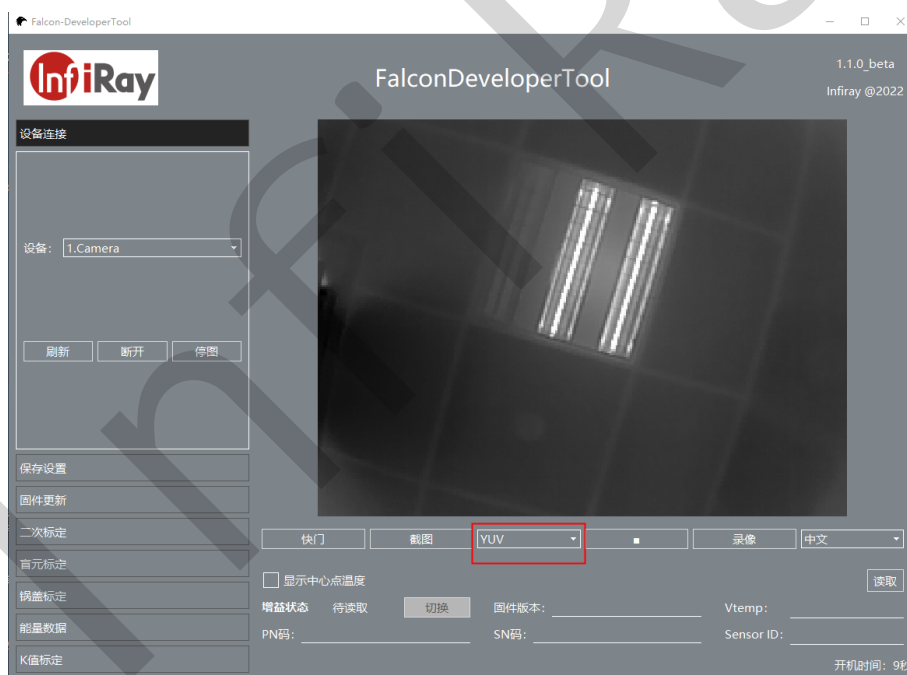 Falcon-DeveloperTool
InfiRay
FalconDeveloperTool
1.1.0_beta
Infiray @2022
设备连接
设备: 1.Camera
刷新 断开 停图
保存设置
固件更新
二次标定
盲元标定
锅盖标定
能量数据
K值标定
快门 截图 YUV 录像 中文
显示中心点温度 读取
增益状态 待读取 切换 固件版本: Vtemp:
PN码: SN码: Sensor ID:
开机时间: 9秒
InfiRay